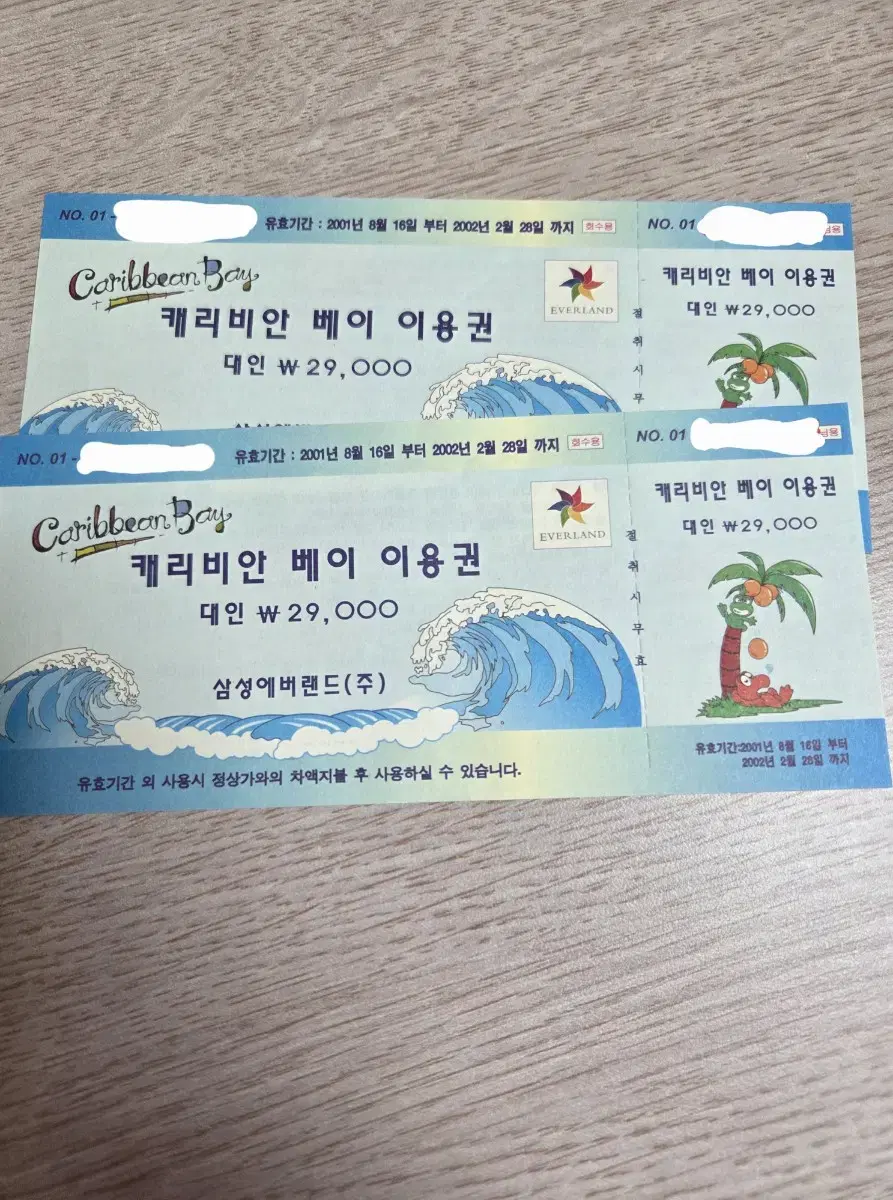 NO. 01 -
유효기간 : 2001년 8월 16일 부터 2002년 2월 28일 까지
회수용
NO. 01
Caribbean Bay
캐리비안 베이 이용권
대인 ₩ 29,000
EVERLAND
절취시무
캐리비안 베이 이용권
대인 ₩29,000
NO. 01 -
유효기간 : 2001년 8월 16일 부터 2002년 2월 28일 까지
회수용
NO. 01
Caribbean Bay
캐리비안 베이 이용권
대인 ₩ 29,000
삼성에버랜드(주)
EVERLAND
절취시무효
유효기간 외 사용시 정상가와의 차액지불 후 사용하실 수 있습니다.
캐리비안 베이 이용권
대인 ₩29,000
유효기간:2001년 8월 16일 부터
2002년 2월 28일 까지